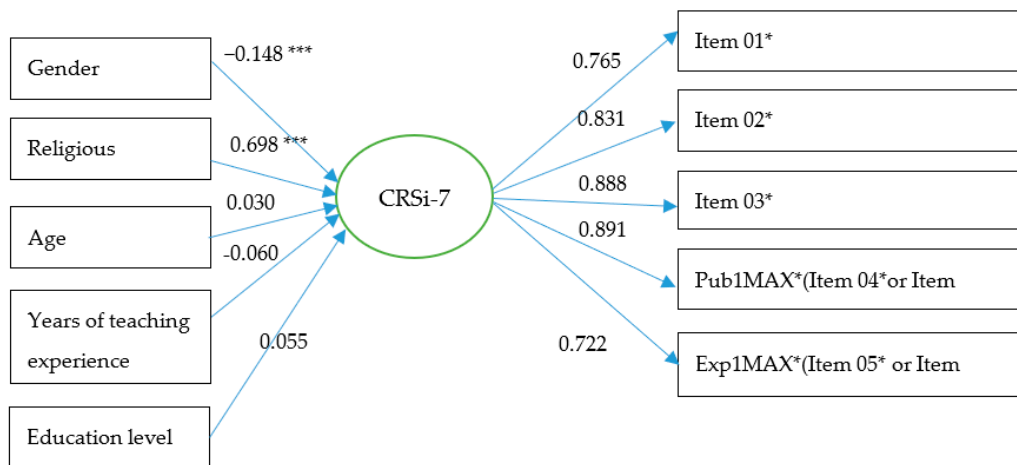 Gender
Religious
Age
Years of teaching
experience
Education level
−0.148 ***
0.698 ***
0.030
-0.060
0.055
CRSi-7
0.765
0.831
0.888
0.891
0.722
Item 01*
Item 02*
Item 03*
Pub1MAX*(Item 04*or Item
Exp1MAX*(Item 05* or Item